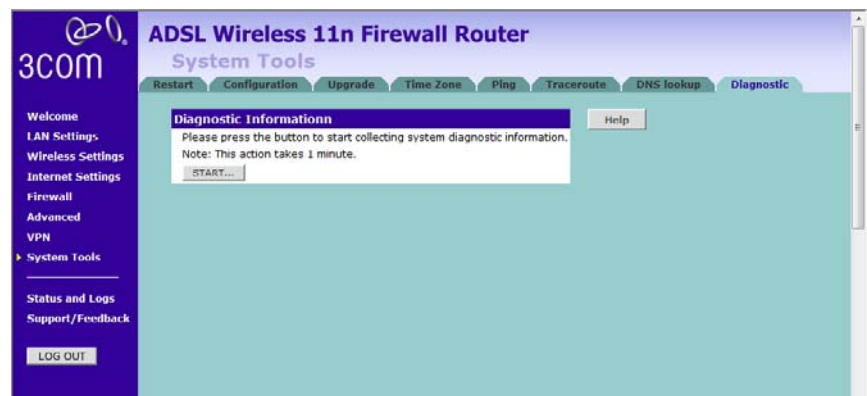 3COM
ADSL Wireless 11n Firewall Router
System Tools
Restart
Configuration
Upgrade
Time Zone
Ping
Traceroute
DNS lookup
Diagnostic
Welcome
LAN Settings
Wireless Settings
Internet Settings
Firewall
Advanced
VPN
System Tools
Status and Logs
Support/Feedback
LOG OUT
Diagnostic Informationn
Please press the button to start collecting system diagnostic information.
Note: This action takes 1 minute.
START...
Help